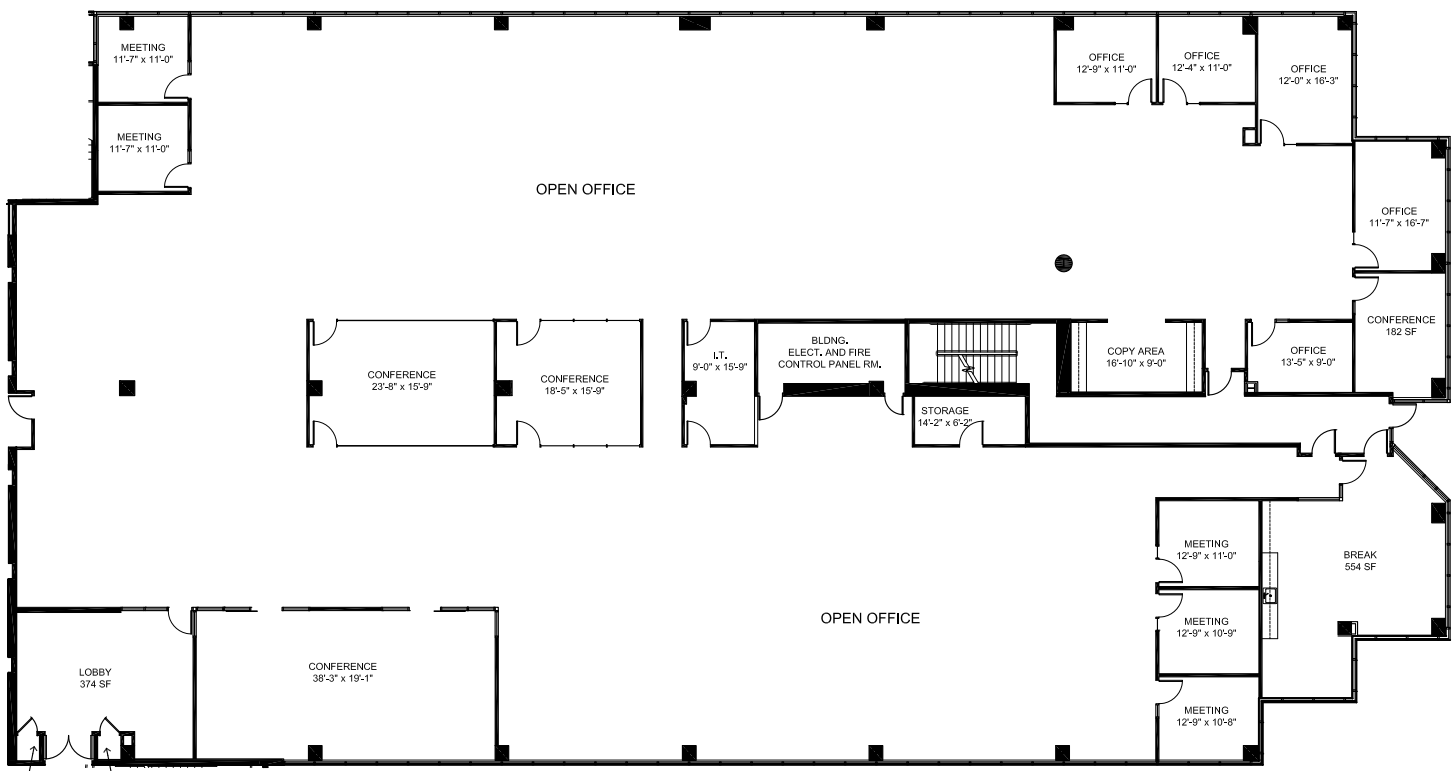 MEETING
11'-7" x 11'-0"
OFFICE
12'-9" x 11'-0"
OFFICE
12'-4" x 11'-0"
OFFICE
12'-0" x 16'-3"
MEETING
11'-7" x 11'-0"
OPEN OFFICE
OFFICE
11'-7" x 16'-7"
CONFERENCE
182 SF
CONFERENCE
23'-8" x 15'-9"
CONFERENCE
18'-5" x 15'-9"
I.T.
9'-0" x 15'-9"
BLDNG.
ELECT. AND FIRE
CONTROL PANEL RM.
COPY AREA
16'-10" x 9'-0"
OFFICE
13'-5" x 9'-0"
STORAGE
14'-2" x 6'-2"
MEETING
12'-9" x 11'-0"
BREAK
554 SF
OPEN OFFICE
MEETING
12'-9" x 10'-9"
LOBBY
374 SF
CONFERENCE
38'-3" x 19'-1"
MEETING
12'-9" x 10'-8"